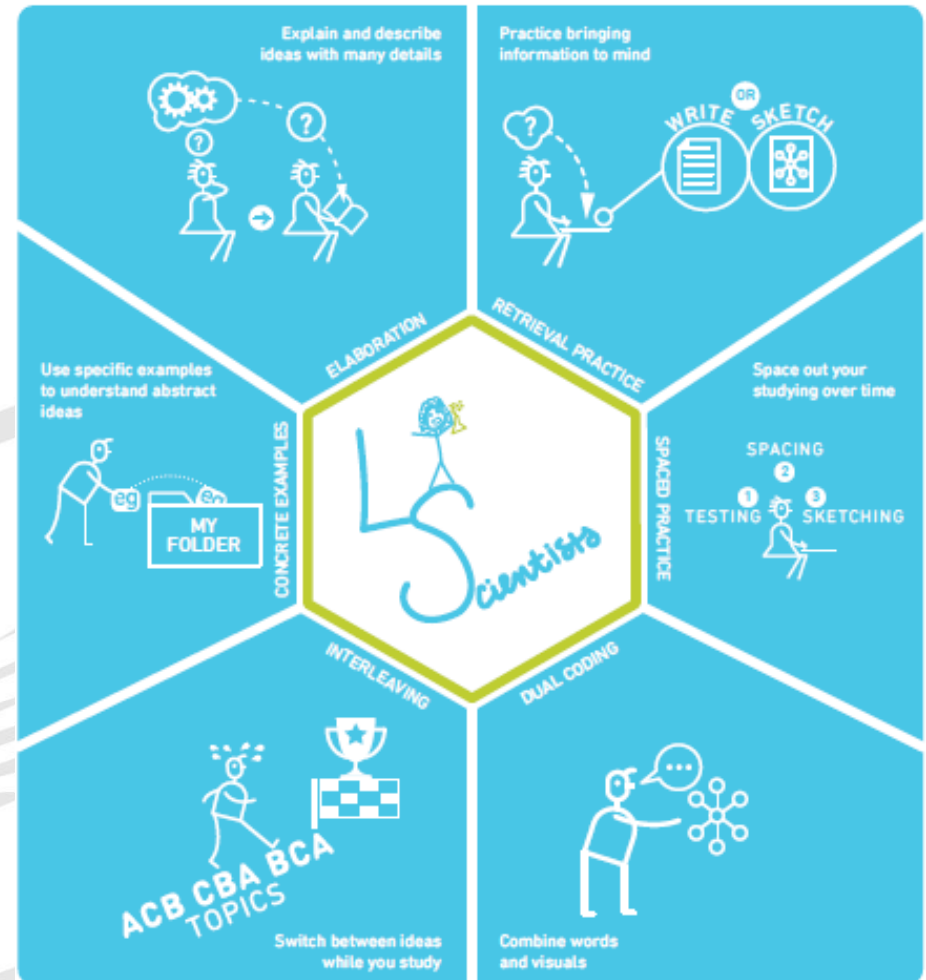 Explain and describe
ideas with many details
?
?
ELABORATION
Practice bringing
information to mind
?
WRITE OR SKETCH
RETRIEVAL PRACTICE
Use specific examples
to understand abstract
ideas
eg
eg
MY
FOLDER
CONCRETE EXAMPLES
LS
cientists
Space out your
studying over time
SPACING
2
1 3
TESTING SKETCHING
SPACED PRACTICE
INTERLEAVING
ACB CBA BCA
TOPICS
Switch between ideas
while you study
DUAL CODING
...
Combine words
and visuals